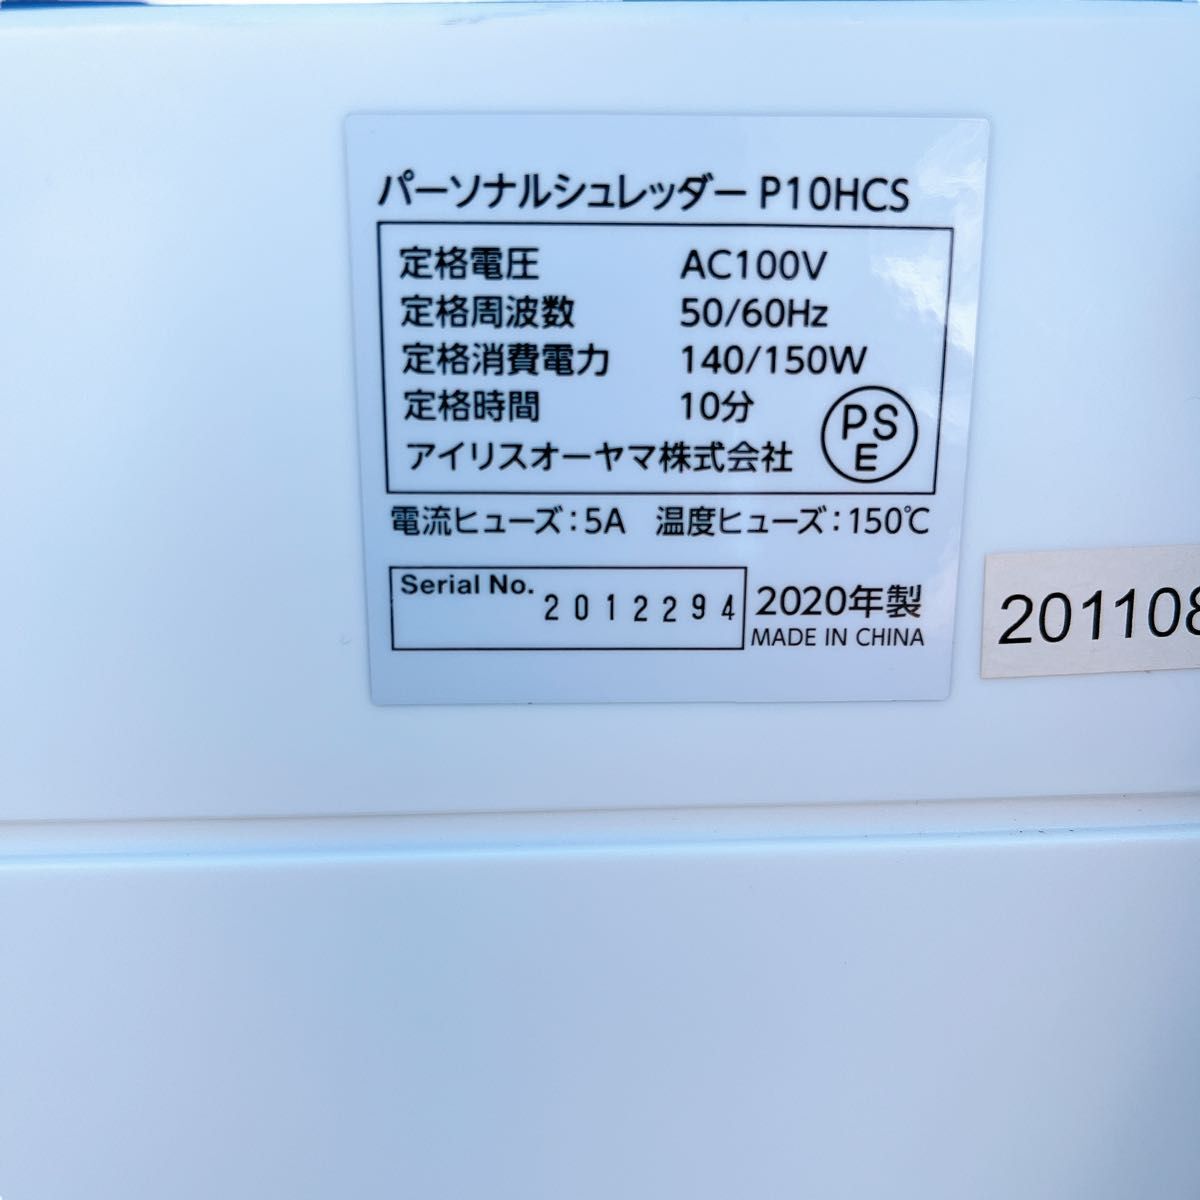 パーソナルシュレッダー P10HCS
定格電圧 AC100V
定格周波数 50/60Hz
定格消費電力 140/150W
定格時間 10分
アイリスオーヤマ株式会社
PSE
電流ヒューズ:5A 温度ヒューズ:150℃
Serial No. 2012294
2020年製
MADE IN CHINA
201108